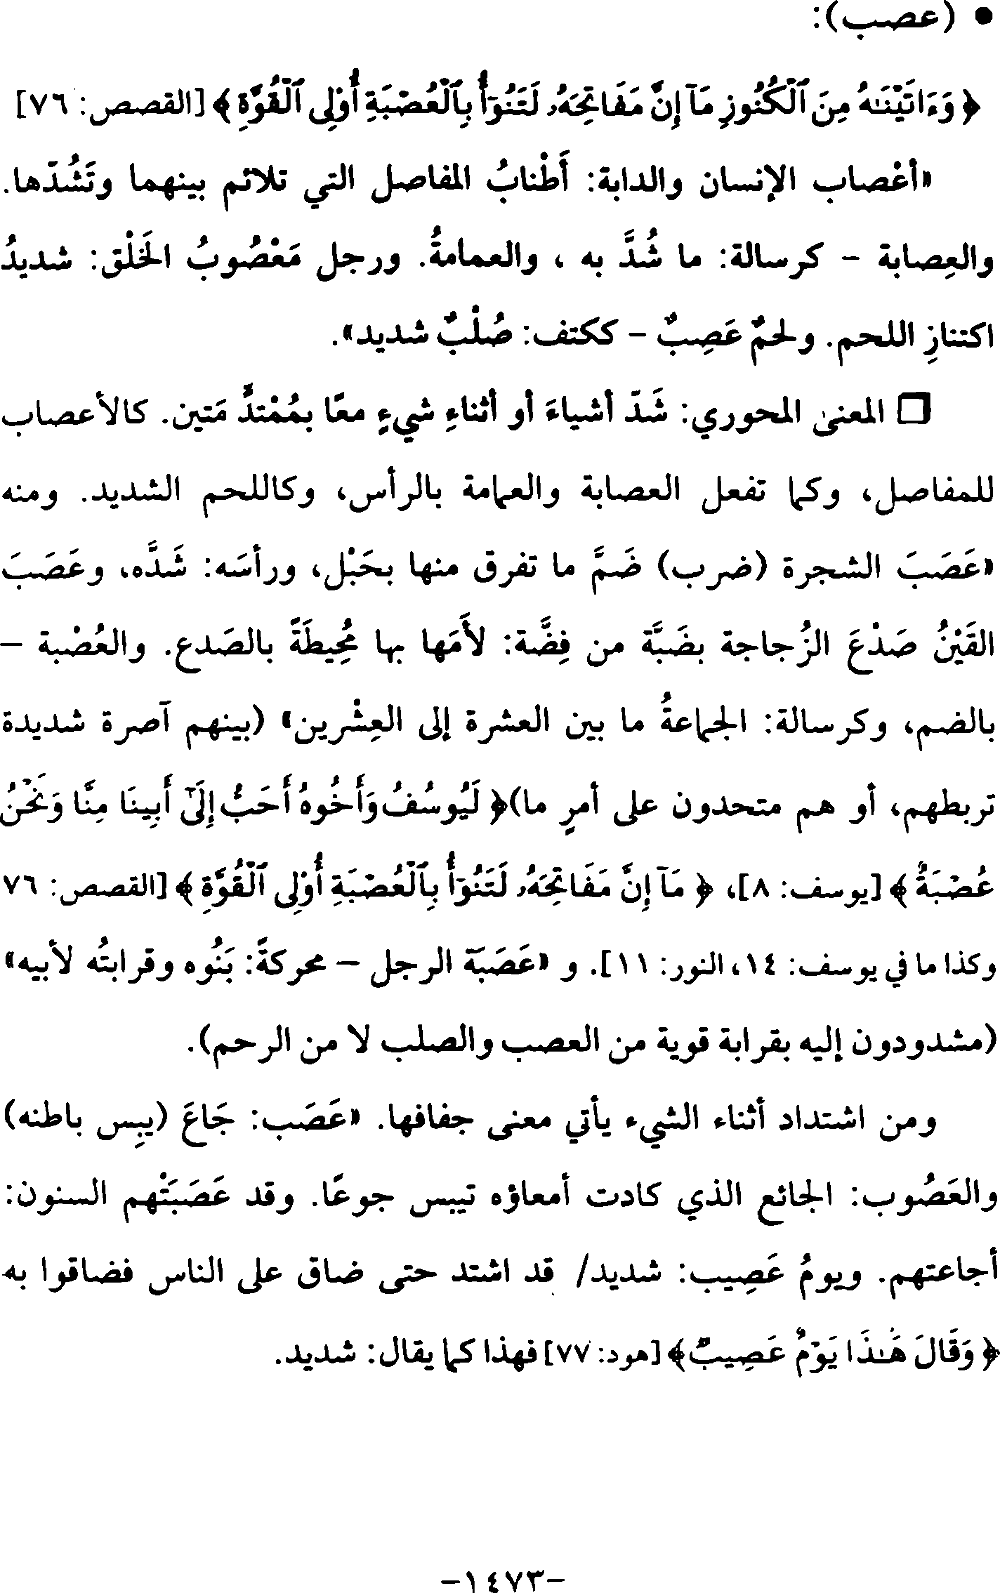 • (عصب):
﴿ وَءَاتَيْنَـٰهُ مِنَ ٱلْكُنُوزِ مَآ إِنَّ مَفَاتِحَهُۥ لَتَنُوٓأُ بِٱلْعُصْبَةِ أُو۟لِى ٱلْقُوَّةِ ﴾ [القصص: ٧٦]
«أعْصاب الإنسان والدابة: أَطْنابُ المفاصل التي تلائم بينهما وتَشُدّها.
والعِصابة – كرسالة: ما شُدَّ به ، والعمامةُ. ورجل مَعْصُوبُ الخَلْق: شديدُ
اكتنازِ اللحم. ولحمٌ عَصِبٌ – ككتف: صُلْبٌ شديد».
❒ المعنى المحوري: شَدّ أشياءَ أو أثناءِ شيءٍ معًا بمُمْتدٍّ مَتين. كالأعصاب
للمفاصل، وكما تفعل العصابة والعمامة بالرأس، وكاللحم الشديد. ومنه
«عَصَبَ الشجرة (ضرب) ضَمَّ ما تفرق منها بحَبْل، ورأسَه: شَدَّه، وعَصَبَ
القَيْنُ صَدْعَ الزُجاجة بضَبَّة من فِضَّة: لأَمَها بها مُحِيطَةً بالصَدع. والعُصْبة –
بالضم، وكرسالة: الجماعةُ ما بين العشرة إلى العِشْرين» (بينهم آصرة شديدة
تربطهم، أو هم متحدون على أمرٍ ما)﴿ لَيُوسُفُ وَأَخُوهُ أَحَبُّ إِلَىٰٓ أَبِينَا مِنَّا وَنَحْنُ
عُصْبَةٌ ﴾ [يوسف: ٨]، ﴿ مَآ إِنَّ مَفَاتِحَهُۥ لَتَنُوٓأُ بِٱلْعُصْبَةِ أُو۟لِى ٱلْقُوَّةِ ﴾ [القصص: ٧٦
وكذا ما في يوسف: ١٤، النور: ١١]. و «عَصَبَة الرجل – محركةً: بَنُوه وقرابتُه لأبيه»
(مشدودون إليه بقرابة قوية من العصب والصلب لا من الرحم).
ومن اشتداد أثناء الشيء يأتي معنى جفافها. «عَصَب: جَاعَ (يبِس باطنه)
والعَصُوب: الجائع الذي كادت أمعاؤه تيبس جوعًا. وقد عَصَبَتْهم السنون:
أجاعتهم. ويومُ عَصِيب: شديد/ قد اشتد حتى ضاق على الناس فضاقوا به
﴿ وَقَالَ هَـٰذَا يَوْمٌ عَصِيبٌ﴾ [هود: ٧٧] فهذا كما يقال: شديد.
-١٤٧٣-